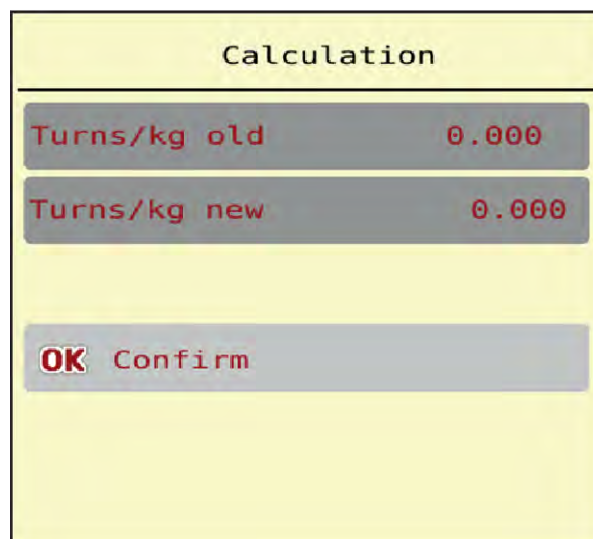 Calculation
Turns/kg old 0.000
Turns/kg new 0.000
OK Confirm